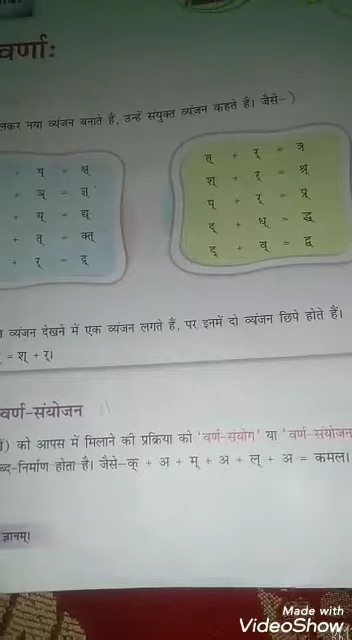 वर्णाः
लकर नया व्यंजन बनाते हैं, उन्हें संयुक्त व्यंजन कहते हैं। जैसे-)
+ ष् = क्ष्
+ ञ् = ज्ञ्
+ य् = द्य्
+ त् = क्त्
+ र् = द्र्
त् + र् = त्र
श् + र् = श्र
प् + र् = प्र
द् + ध् = द्ध
द् + व् = द्व
व्यंजन देखने में एक व्यंजन लगते हैं, पर इनमें दो व्यंजन छिपे होते हैं।
= श् + र्।
वर्ण-संयोजन
को आपस में मिलाने की प्रक्रिया को 'वर्ण-संयोग' या 'वर्ण-संयोजन
ब्द-निर्माण होता है। जैसे-क् + अ + म् + अ + ल् + अ = कमल।
ज्ञानम्।
Made with
VideoShow